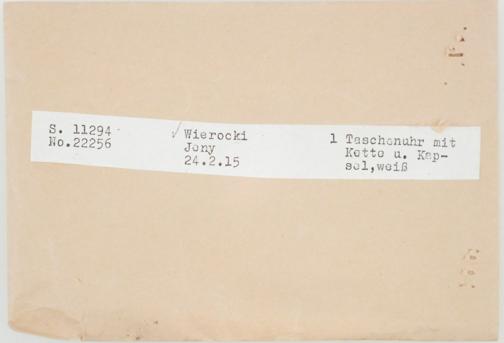 S. 11294
No.22256
Wierocki
Jony
24.2.15
1 Taschenuhr mit
Kette u. Kap-
sel,weiß